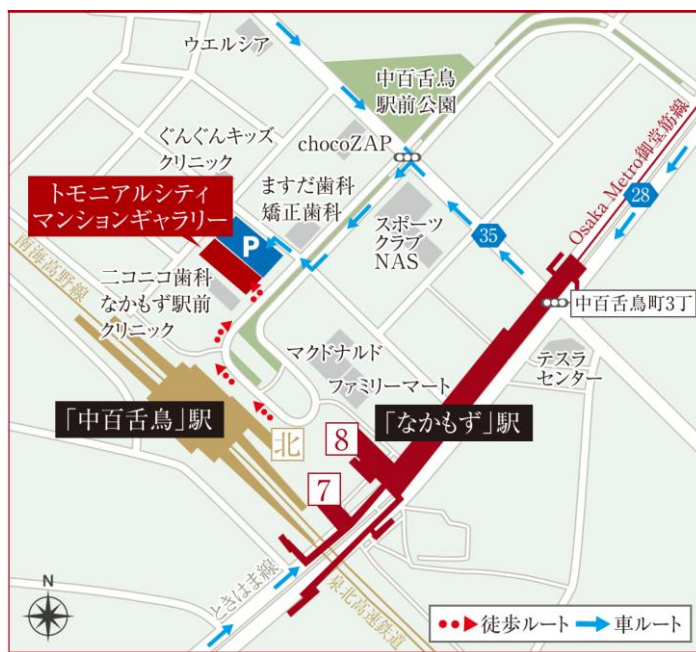 ウエルシア
中百舌鳥
駅前公園
chocoZAP
ぐんぐんキッズ
クリニック
トモニアルシティ
マンションギャラリー
P
ますだ歯科
矯正歯科
スポーツ
クラブ
NAS
35
28
Osaka Metro御堂筋線
南海高野線
ニコニコ歯科
なかもず駅前
クリニック
中百舌鳥町3丁
マクドナルド
ファミリーマート
テスラ
センター
「中百舌鳥」駅
「なかもず」駅
北
8
7
ときはま線
泉北高速鉄道
N
徒歩ルート
車ルート